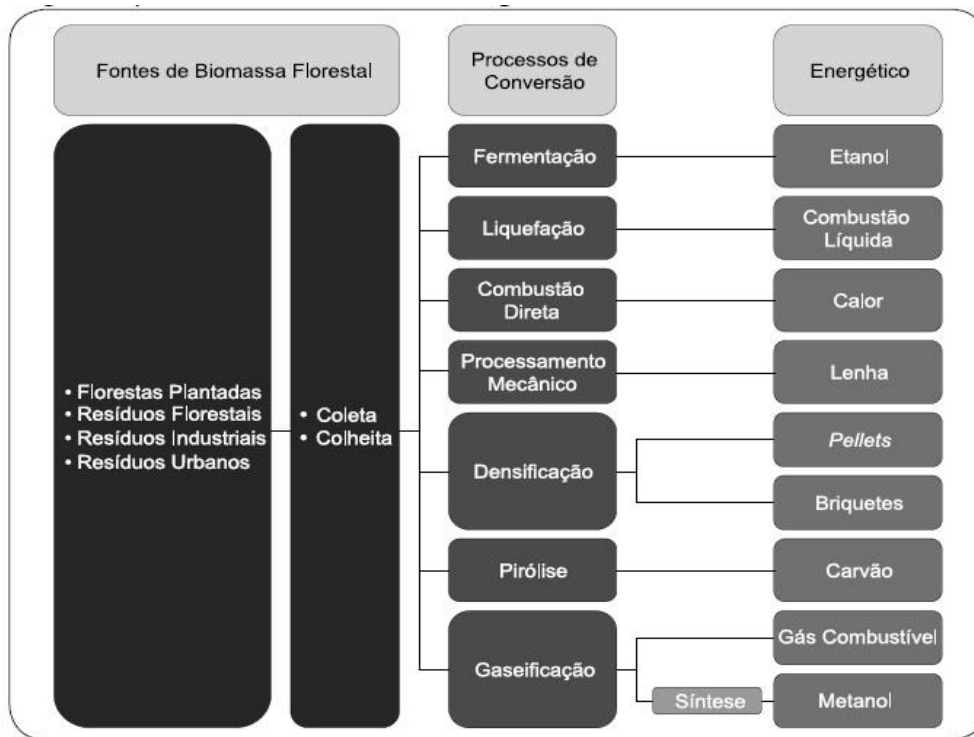 Fontes de Biomassa Florestal
Processos de
Conversão
Energético
• Florestas Plantadas
• Resíduos Florestais
• Resíduos Industriais
• Resíduos Urbanos
• Coleta
• Colheita
Fermentação
Etanol
Liquefação
Combustão
Líquida
Combustão
Direta
Calor
Processamento
Mecânico
Lenha
Densificação
Pellets
Briquetes
Pirólise
Carvão
Gaseificação
Gás Combustível
Síntese
Metanol